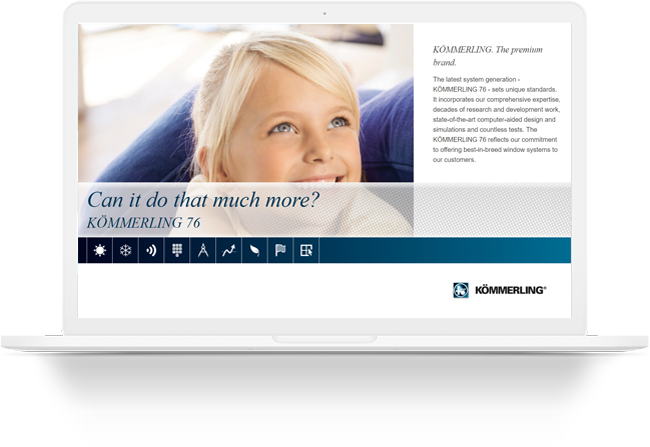 KÖMMERLING. The premium
brand.
The latest system generation -
KÖMMERLING 76 - sets unique standards.
It incorporates our comprehensive expertise,
decades of research and development work,
state-of-the-art computer-aided design and
simulations and countless tests. The
KÖMMERLING 76 reflects our commitment
to offering best-in-breed window systems to
our customers.
Can it do that much more?
KÖMMERLING 76
KÖMMERLING®